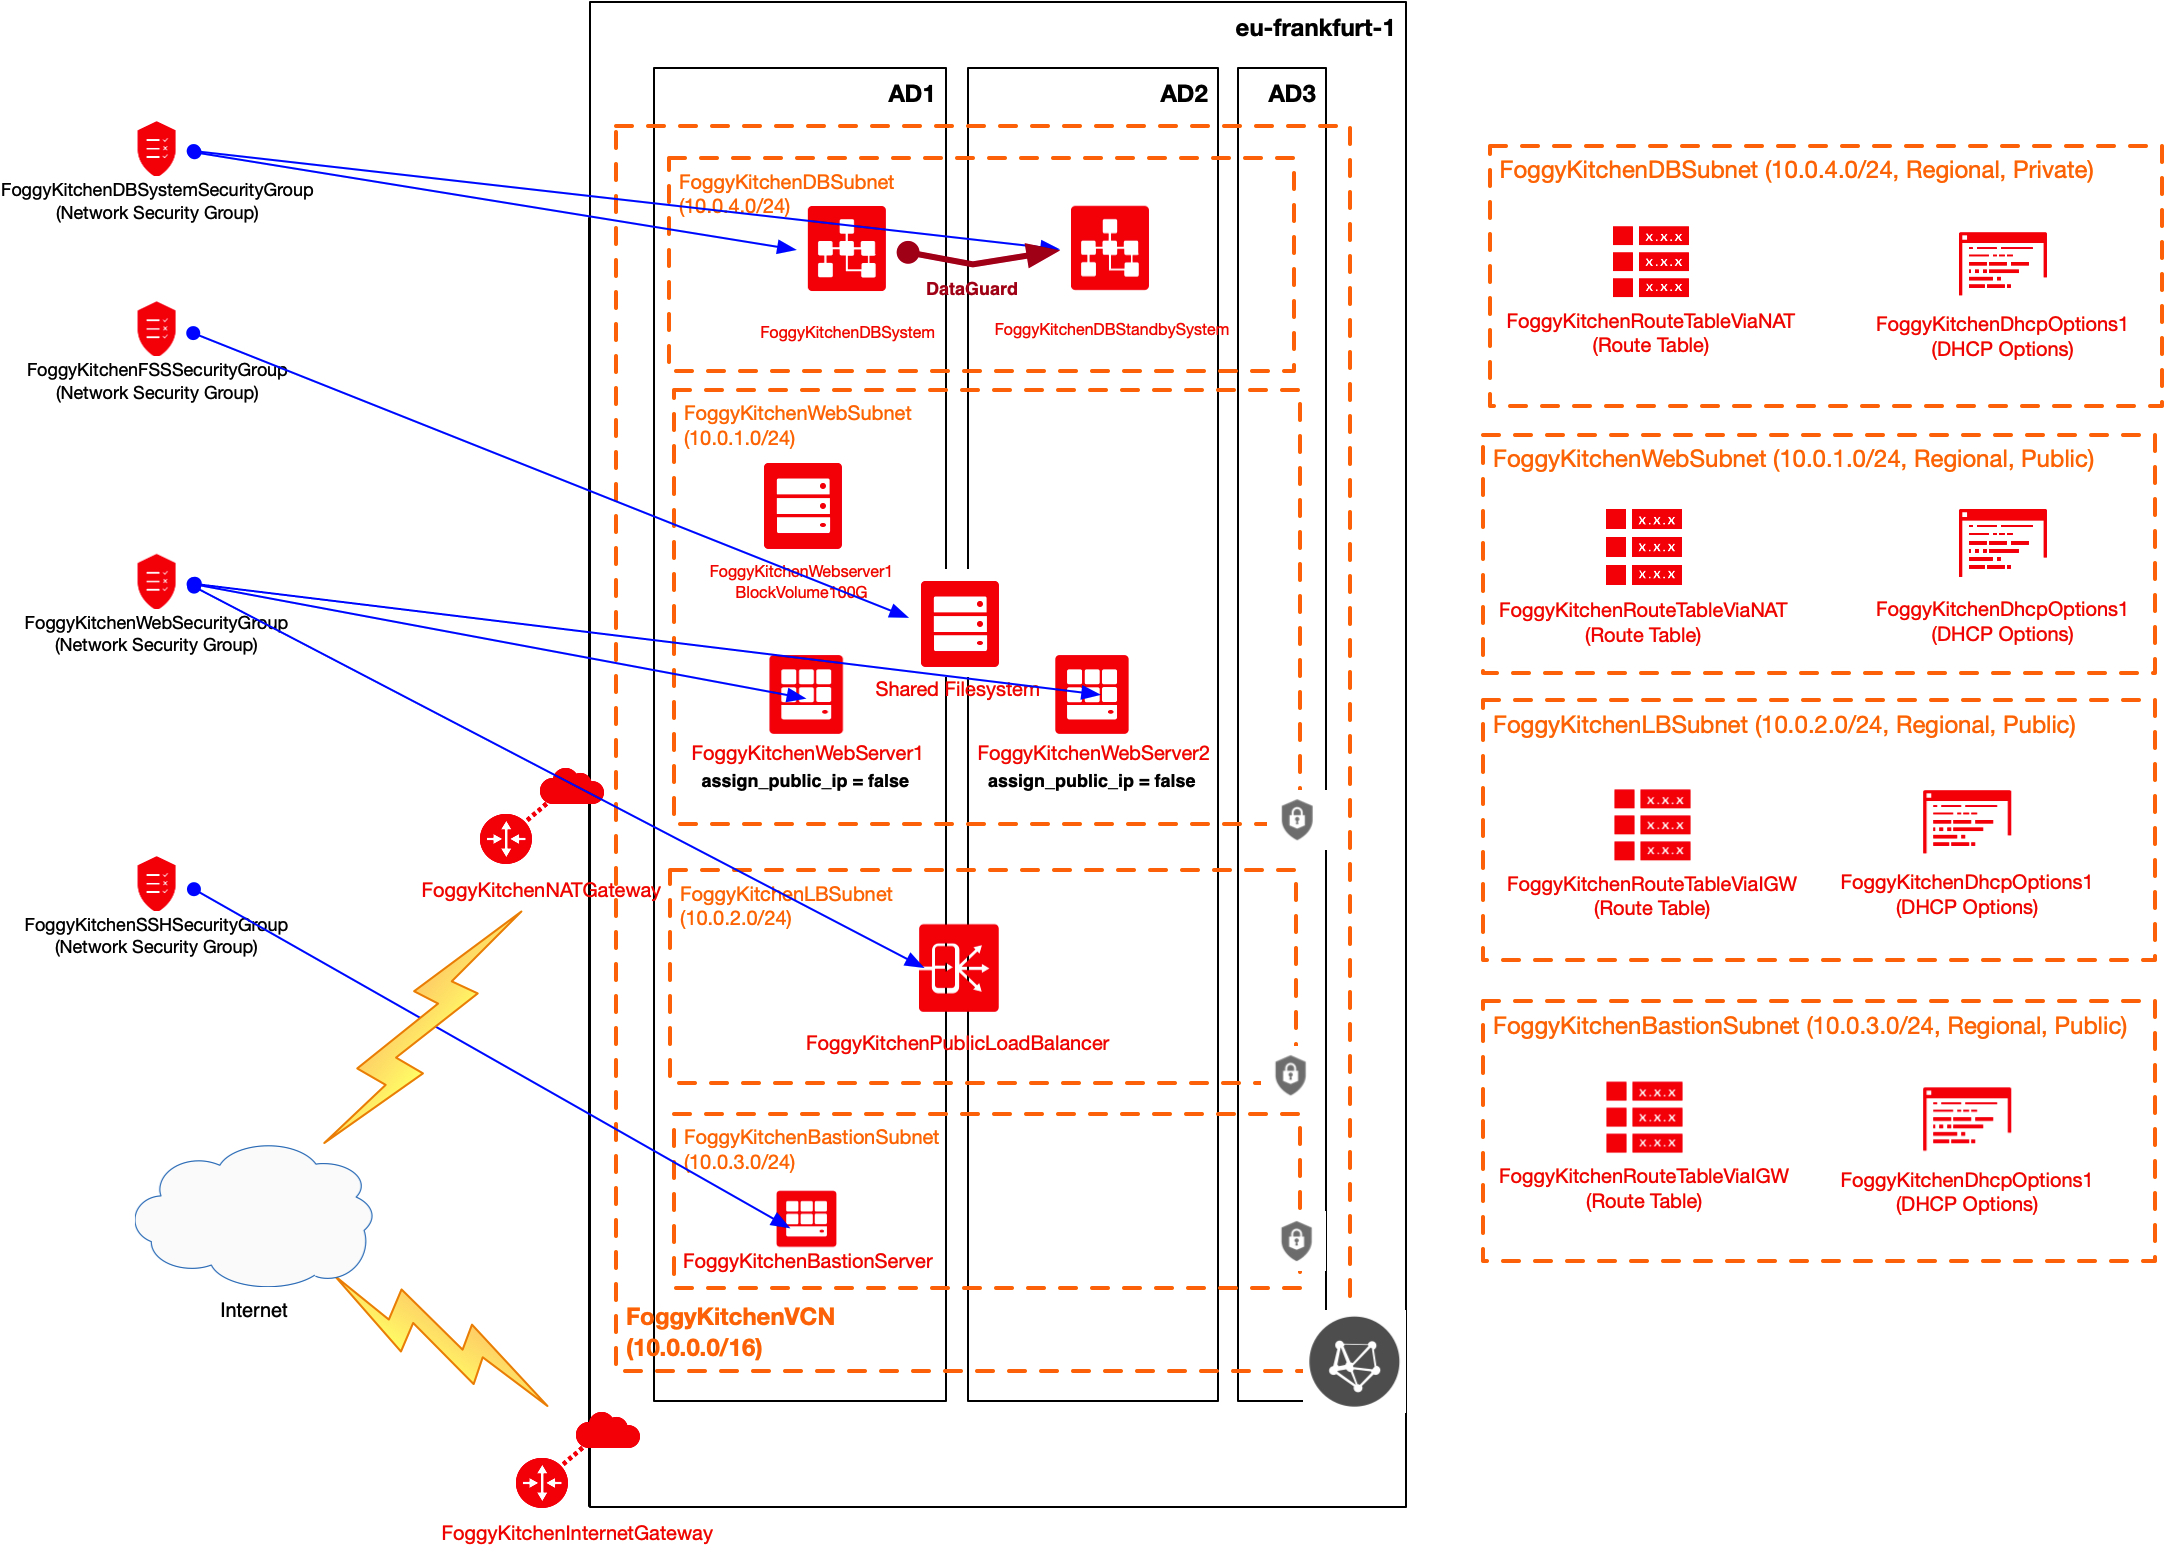 eu-frankfurt-1
AD1
AD2
AD3
FoggyKitchenDBSystemSecurityGroup
(Network Security Group)
FoggyKitchenFSSSecurityGroup
(Network Security Group)
FoggyKitchenWebSecurityGroup
(Network Security Group)
FoggyKitchenSSHSecurityGroup
(Network Security Group)
FoggyKitchenNATGateway
Internet
FoggyKitchenInternetGateway
FoggyKitchenDBSubnet
(10.0.4.0/24)
DataGuard
FoggyKitchenDBSystem
FoggyKitchenDBStandbySystem
FoggyKitchenWebSubnet
(10.0.1.0/24)
FoggyKitchenWebserver1
BlockVolume100G
Shared Filesystem
FoggyKitchenWebServer1
assign_public_ip = false
FoggyKitchenWebServer2
assign_public_ip = false
FoggyKitchenLBSubnet
(10.0.2.0/24)
FoggyKitchenPublicLoadBalancer
FoggyKitchenBastionSubnet
(10.0.3.0/24)
FoggyKitchenBastionServer
FoggyKitchenVCN
(10.0.0.0/16)
FoggyKitchenDBSubnet (10.0.4.0/24, Regional, Private)
x.x.x
x.x.x
x.x.x
FoggyKitchenRouteTableViaNAT
(Route Table)
FoggyKitchenDhcpOptions1
(DHCP Options)
FoggyKitchenWebSubnet (10.0.1.0/24, Regional, Public)
x.x.x
x.x.x
x.x.x
FoggyKitchenRouteTableViaNAT
(Route Table)
FoggyKitchenDhcpOptions1
(DHCP Options)
FoggyKitchenLBSubnet (10.0.2.0/24, Regional, Public)
x.x.x
x.x.x
x.x.x
FoggyKitchenRouteTableViaIGW
(Route Table)
FoggyKitchenDhcpOptions1
(DHCP Options)
FoggyKitchenBastionSubnet (10.0.3.0/24, Regional, Public)
x.x.x
x.x.x
x.x.x
FoggyKitchenRouteTableViaIGW
(Route Table)
FoggyKitchenDhcpOptions1
(DHCP Options)